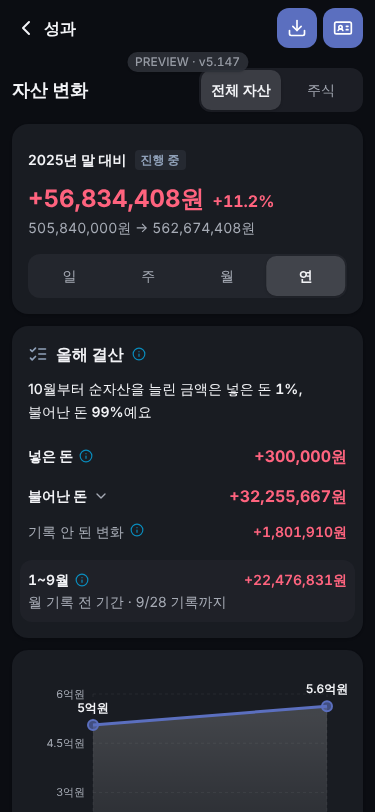 성과
PREVIEW · v5.147
자산 변화
전체 자산
주식
2025년 말 대비
진행 중
+56,834,408원 +11.2%
505,840,000원 → 562,674,408원
일
주
월
연
올해 결산
10월부터 순자산을 늘린 금액은 넣은 돈 1%,
불어난 돈 99%예요
넣은 돈
+300,000원
불어난 돈
+32,255,667원
기록 안 된 변화
+1,801,910원
1~9월
+22,476,831원
월 기록 전 기간 · 9/28 기록까지
5.6억원
6억원
5억원
4.5억원
3억원